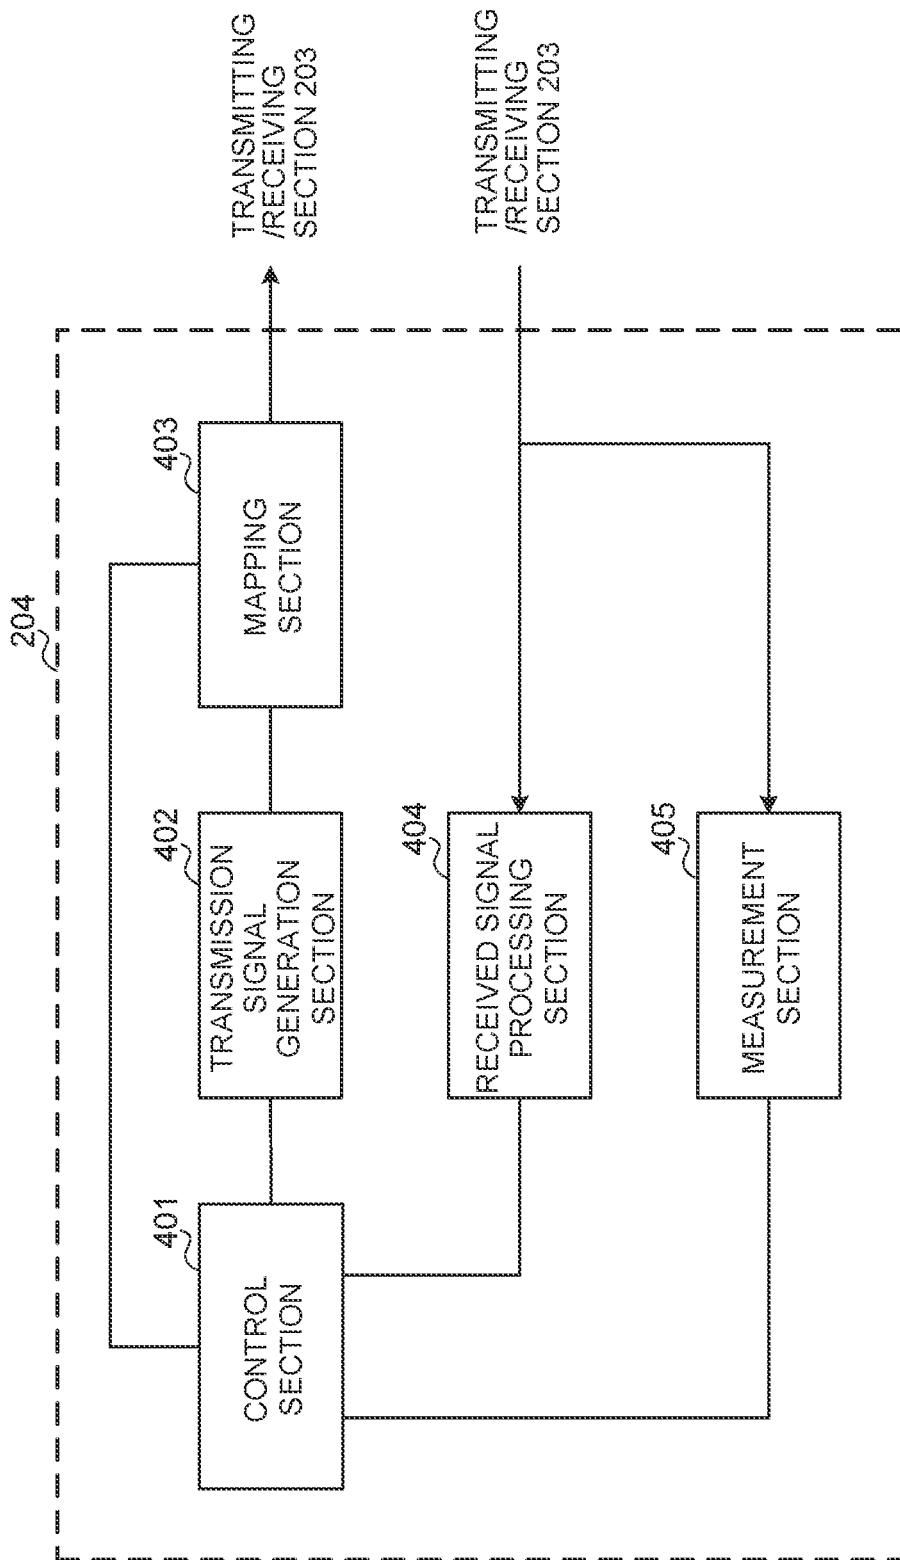 204
401
CONTROL
SECTION
402
TRANSMISSION
SIGNAL
GENERATION
SECTION
403
MAPPING
SECTION
TRANSMITTING
/RECEIVING
SECTION 203
404
RECEIVED SIGNAL
PROCESSING
SECTION
TRANSMITTING
/RECEIVING
SECTION 203
405
MEASUREMENT
SECTION